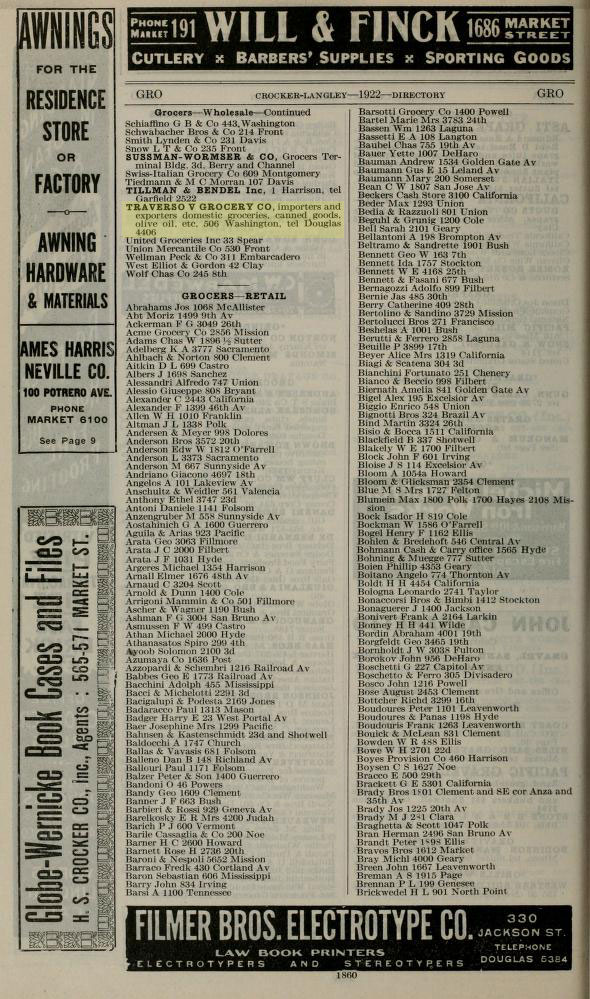 PHONE MARKET 191 WILL & FINCK 1686 MARKET STREET
CUTLERY × BARBERS' SUPPLIES × SPORTING GOODS
AWNINGS
FOR THE
RESIDENCE
STORE
OR
FACTORY
AWNING
HARDWARE
& MATERIALS
AMES HARRIS
NEVILLE CO.
100 POTRERO AVE.
PHONE
MARKET 6100
See Page 9
Globe-Wernicke Book Cases and Files
H. S. CROCKER CO., Inc., Agents : 565-571 MARKET ST.
GRO CROCKER-LANGLEY—1922—DIRECTORY GRO
Grocers—Wholesale—Continued
Schiaffino G B & Co 443 Washington
Schwabacher Bros & Co 214 Front
Smith Lynden & Co 231 Davis
Snow L T & Co 235 Front
SUSSMAN-WORMSER & CO, Grocers Ter-
minal Bldg. 3d, Berry and Channel
Swiss-Italian Grocery Co 609 Montgomery
Tiedmann & M C Morran 107 Davis
TILLMAN & BENDEL Inc, 1 Harrison, tel
Garfield 2522
TRAVERSO V GROCERY CO, importers and
exporters domestic groceries, canned goods,
olive oil, etc, 506 Washington, tel Douglas
4406
United Groceries Inc 33 Spear
Union Mercantile Co 530 Front
Wellman Peck & Co 311 Embarcadero
West Elliot & Gordon 42 Clay
Wolf Chas Co 245 8th
GROCERS—RETAIL
Abrahams Jos 1068 McAllister
Abt Moriz 1499 9th Av
Ackerman F G 3049 26th
Acme Grocery Co 2856 Mission
Adams Chas W 1896½ Sutter
Adelberg K A 3777 Sacramento
Ahlbach & Norton 800 Clement
Aitkin D L 699 Castro
Albers J 1698 Sanchez
Alessandri Alfredo 747 Union
Alessio Giuseppe 808 Bryant
Alexander C 2443 California
Alexander F 1399 46th Av
Allen W H 1010 Franklin
Altman J L 1338 Polk
Andersen & Meyer 998 Dolores
Anderson Bros 3572 20th
Anderson Edw W 1812 O'Farrell
Anderson L 3373 Sacramento
Anderson M 667 Sunnyside Av
Andriano Giacono 4697 18th
Angelos A 101 Lakeview Av
Anschultz & Weidler 561 Valencia
Anthony Ethel 3747 23d
Antoni Daniele 1141 Folsom
Anzengruber M 558 Sunnyside Av
Aostahinich G A 1600 Guerrero
Aguila & Arias 923 Pacific
Arata Geo 3063 Fillmore
Arata J C 2000 Filbert
Arata J F 1031 Hyde
Argeres Michael 1354 Harrison
Arnall Elmer 1676 48th Av
Arnaud C 3204 Scott
Arnold & Dunn 1400 Cole
Arrigoni Mammin & Co 501 Fillmore
Ascher & Wagner 1190 Bush
Ashman F G 3004 San Bruno Av
Asmussen F W 499 Castro
Athan Michael 2000 Hyde
Athanasatos Spiro 299 4th
Ayoob Solomon 2100 3d
Azumaya Co 1636 Post
Azzopardi & Schembri 1216 Railroad Av
Babbes Geo E 1773 Railroad Av
Bacchini Adolph 455 Mississippi
Bacci & Michelotti 2291 3d
Bacigalupi & Podesta 2169 Jones
Badaracco Paul 1313 Mason
Badger Harry E 23 West Portal Av
Baer Josephine Mrs 1299 Pacific
Bahnsen & Kastenschmidt 23d and Shotwell
Baldocchi A 1747 Church
Ballas & Vavasis 681 Folsom
Balleno Dan B 148 Richland Av
Ballouri Paul 1171 Folsom
Balzer Peter & Son 1400 Guerrero
Bandoni O 46 Powers
Bandy Geo 1609 Clement
Banner J F 663 Bush
Barbieri & Rossi 929 Geneva Av
Barelkosky E R Mrs 4200 Judah
Barich P J 600 Vermont
Barile Cassaglia & Co 200 Noe
Barner H C 2600 Howard
Barnett Rose H 2736 20th
Baroni & Nespoli 5652 Mission
Barraco Fredk 430 Cortland Av
Baron Sebastian 606 Mississippi
Barry John 834 Irving
Barsi A 1100 Tennessee
Barsotti Grocery Co 1400 Powell
Bartel Marie Mrs 3783 24th
Bassen Wm 1263 Laguna
Bassetti E A 108 Langton
Baubel Chas 755 19th Av
Bauer Yette 1007 DeHaro
Bauman Andrew 1534 Golden Gate Av
Baumann Gus E 15 Leland Av
Baumann Mary 200 Somerset
Bean C W 1807 San Jose Av
Beckers Cash Store 3100 California
Beder Max 1293 Union
Bedia & Razzuoli 801 Union
Beguhl & Grunig 1200 Cole
Bell Sarah 2101 Geary
Bellantoni A 198 Brompton Av
Beltramo & Sandrette 1901 Bush
Bennett Geo W 163 7th
Bennett Ida 1757 Stockton
Bennett W E 4168 25th
Bennett & Fasani 677 Bush
Bernagozzi Adolfo 899 Filbert
Bernie Jas 485 30th
Berry Catherine 409 28th
Bertolino & Sandino 3729 Mission
Bertolucci Bros 271 Francisco
Beshelas A 1001 Bush
Berutti & Ferrero 2858 Laguna
Beuille P 3899 17th
Beyer Alice Mrs 1319 California
Biagi & Scatena 304 3d
Bianchini Fortunato 251 Chenery
Bianco & Beccio 998 Filbert
Biernath Amelia 841 Golden Gate Av
Bigel Alex 195 Excelsior Av
Biggio Enrico 548 Union
Bignotti Bros 324 Brazil Av
Bind Martin 3324 26th
Bisio & Bocca 1511 California
Blackfield B 337 Shotwell
Blakely W E 1700 Filbert
Block John F 601 Irving
Bloise J S 114 Excelsior Av
Bloom A 1054a Howard
Bloom & Glicksman 2354 Clement
Blue M S Mrs 1727 Felton
Blumein Max 1800 Polk 1700 Hayes 2108 Mis-
sion
Bock Isador H 819 Cole
Bockman W 1586 O'Farrell
Bogel Henry F 1162 Ellis
Bohlen & Bredehoft 546 Central Av
Bohmann Cash & Carry office 1565 Hyde
Bohning & Muegge 777 Sutter
Boien Phillip 4353 Geary
Boitano Angelo 774 Thornton Av
Boldt H H 4454 California
Bologna Leonardo 2741 Taylor
Bonaccorsi Bros & Bimbi 1412 Stockton
Bonaguerer J 1400 Jackson
Bonivert Frank A 2164 Larkin
Bonney H H 441 Wilde
Bordin Abraham 4001 19th
Borgfeldt Geo 3465 19th
Bornholdt J W 3038 Fulton
Borokov John 956 DeHaro
Boschetti G 227 Capitol Av
Boschetto & Ferro 305 Divisadero
Bosco John 1216 Powell
Bose August 2453 Clement
Bottcher Richd 3299 16th
Boudoures Peter 1101 Leavenworth
Boudoures & Panas 1198 Hyde
Boudouris Frank 1263 Leavenworth
Bouick & McLean 831 Clement
Bowden W R 488 Ellis
Bowe W H 2701 22d
Boyes Provision Co 460 Harrison
Boysen C S 1627 Noe
Bracco E 500 29th
Brackett G E 5301 California
Brady Bros 1801 Clement and SE cor Anza and
35th Av
Brady Jos 1225 20th Av
Brady M J 281 Clara
Braghetta & Scott 1047 Polk
Bran Herman 2496 San Bruno Av
Brandt Peter 1898 Ellis
Bravos Bros 1612 Market
Bray Michl 4000 Geary
Breen John 1667 Leavenworth
Breman A S 1915 Page
Brennan P L 199 Genesee
Brickwedel H L 901 North Point
FILMER BROS. ELECTROTYPE CO. 330 JACKSON ST.
LAW BOOK PRINTERS TELEPHONE
ELECTROTYPERS AND STEREOTYPERS DOUGLAS 5384
1860